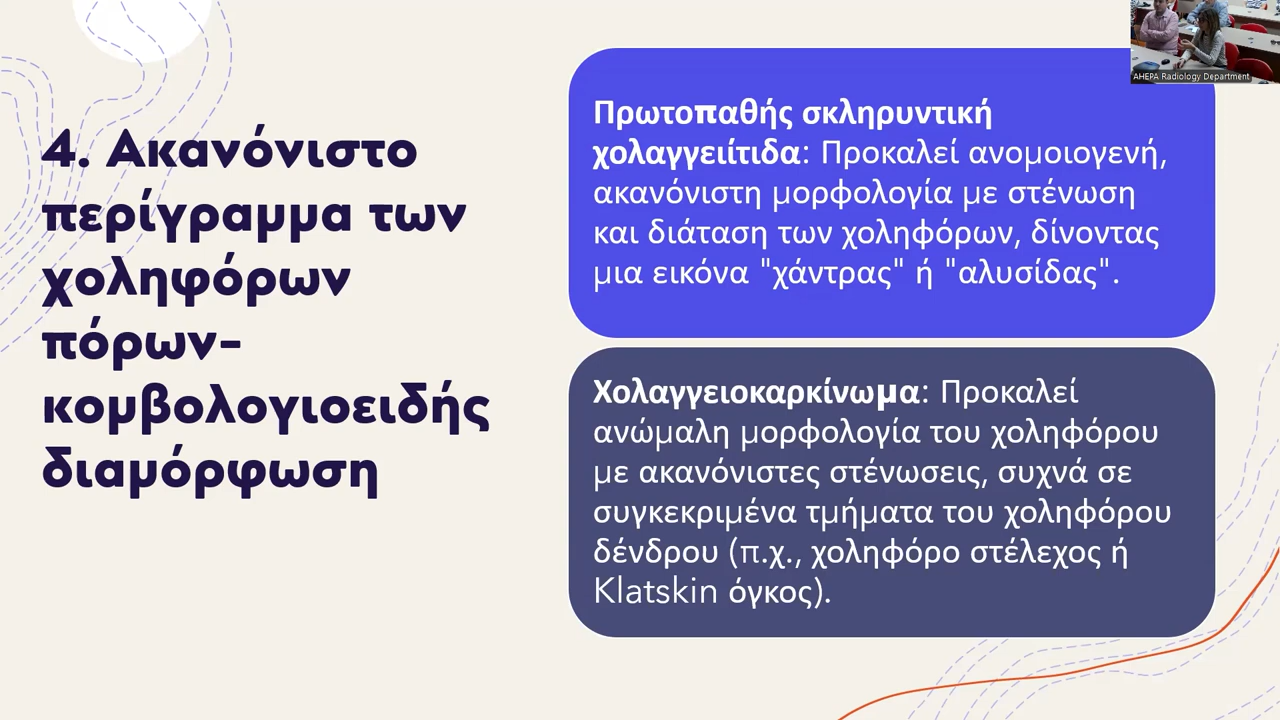 4. Ακανόνιστο
περίγραμμα των
χοληφόρων
πόρων-
κομβολογιοειδής
διαμόρφωση
Πρωτοπαθής σκληρυντική
χολαγγειίτιδα: Προκαλεί ανομοιογενή,
ακανόνιστη μορφολογία με στένωση
και διάταση των χοληφόρων, δίνοντας
μια εικόνα "χάντρας" ή "αλυσίδας".
Χολαγγειοκαρκίνωμα: Προκαλεί
ανώμαλη μορφολογία του χοληφόρου
με ακανόνιστες στένωσεις, συχνά σε
συγκεκριμένα τμήματα του χοληφόρου
δένδρου (π.χ., χοληφόρο στέλεχος ή
Klatskin όγκος).
AHEPA Radiology Department